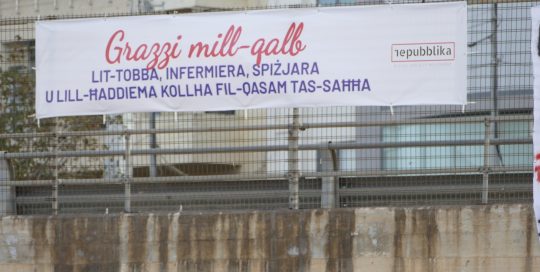 Grazzi mill-qalb
LIT-TOBBA, INFERMIERA, SPIŻJARA
U LILL-ĦADDIEMA KOLLHA FIL-QASAM TAS-SAĦĦA
repubblika